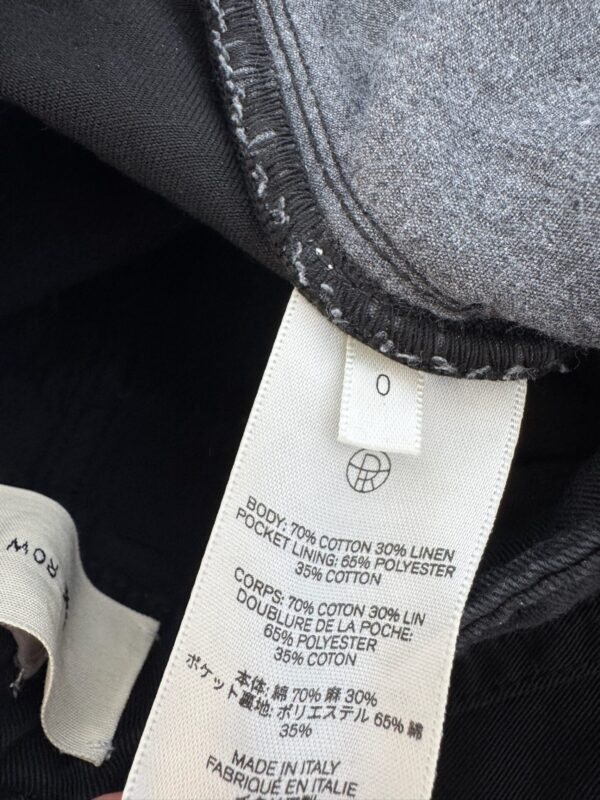 0
BODY: 70% COTTON 30% LINEN
POCKET LINING: 65% POLYESTER
35% COTTON
CORPS: 70% COTON 30% LIN
DOUBLURE DE LA POCHE:
65% POLYESTER
35% COTON
本体: 綿 70% 麻 30%
ポケット裏地: ポリエステル 65% 綿
35%
MADE IN ITALY
FABRIQUÉ EN ITALIE
ROW